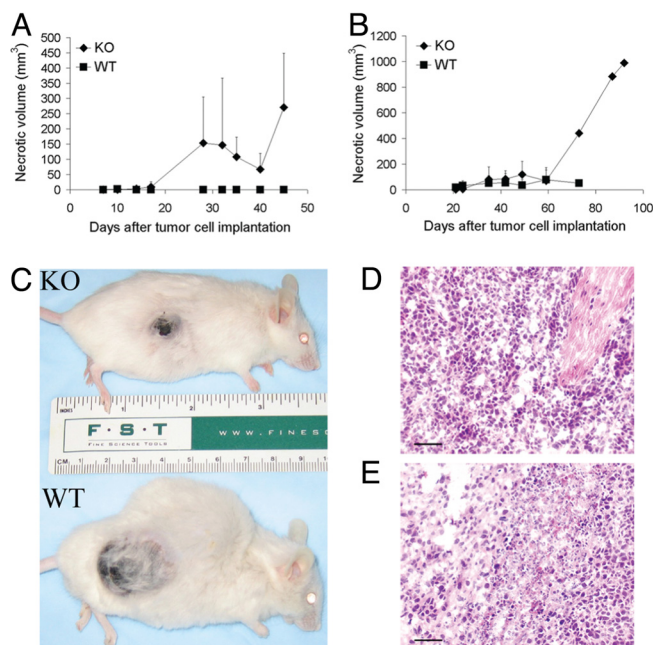 A
Necrotic volume (mm3)
500
450
400
350
300
250
200
150
100
50
0
KO
WT
0 10 20 30 40 50
Days after tumor cell implantation
B
Necrotic volume (mm3)
1200
1000
800
600
400
200
0
KO
WT
0 20 40 60 80 100
Days after tumor cell implantation
C
KO
INCHES 1 2 3
F·S·T
FINE SCIENCE TOOLS
WWW.FINESC
CM. 1 2 3 4 5 6 7 8 9
WT
D
E